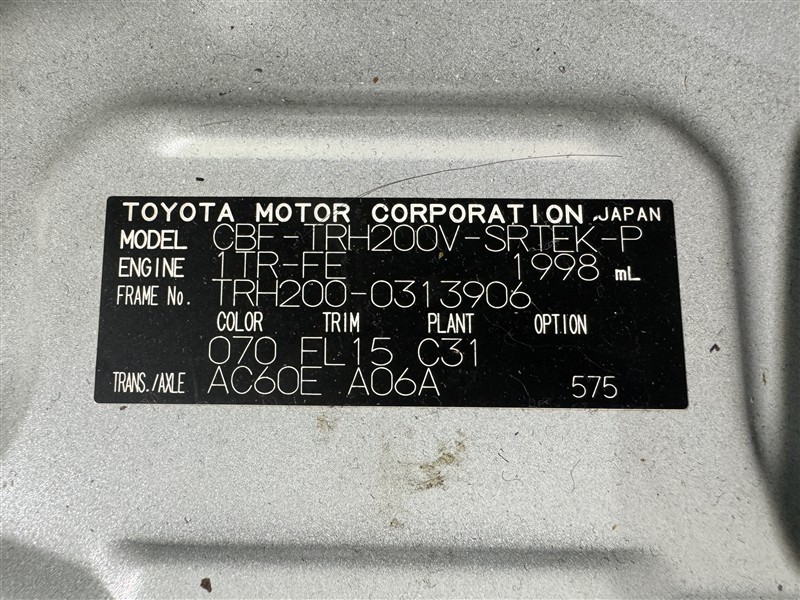 TOYOTA MOTOR CORPORATION JAPAN
MODEL CBF-TRH200V-SRTEK-P
ENGINE 1TR-FE 1998 mL
FRAME No. TRH200-0313906
COLOR TRIM PLANT OPTION
070 FL15 C31
TRANS./AXLE AC60E A06A 575